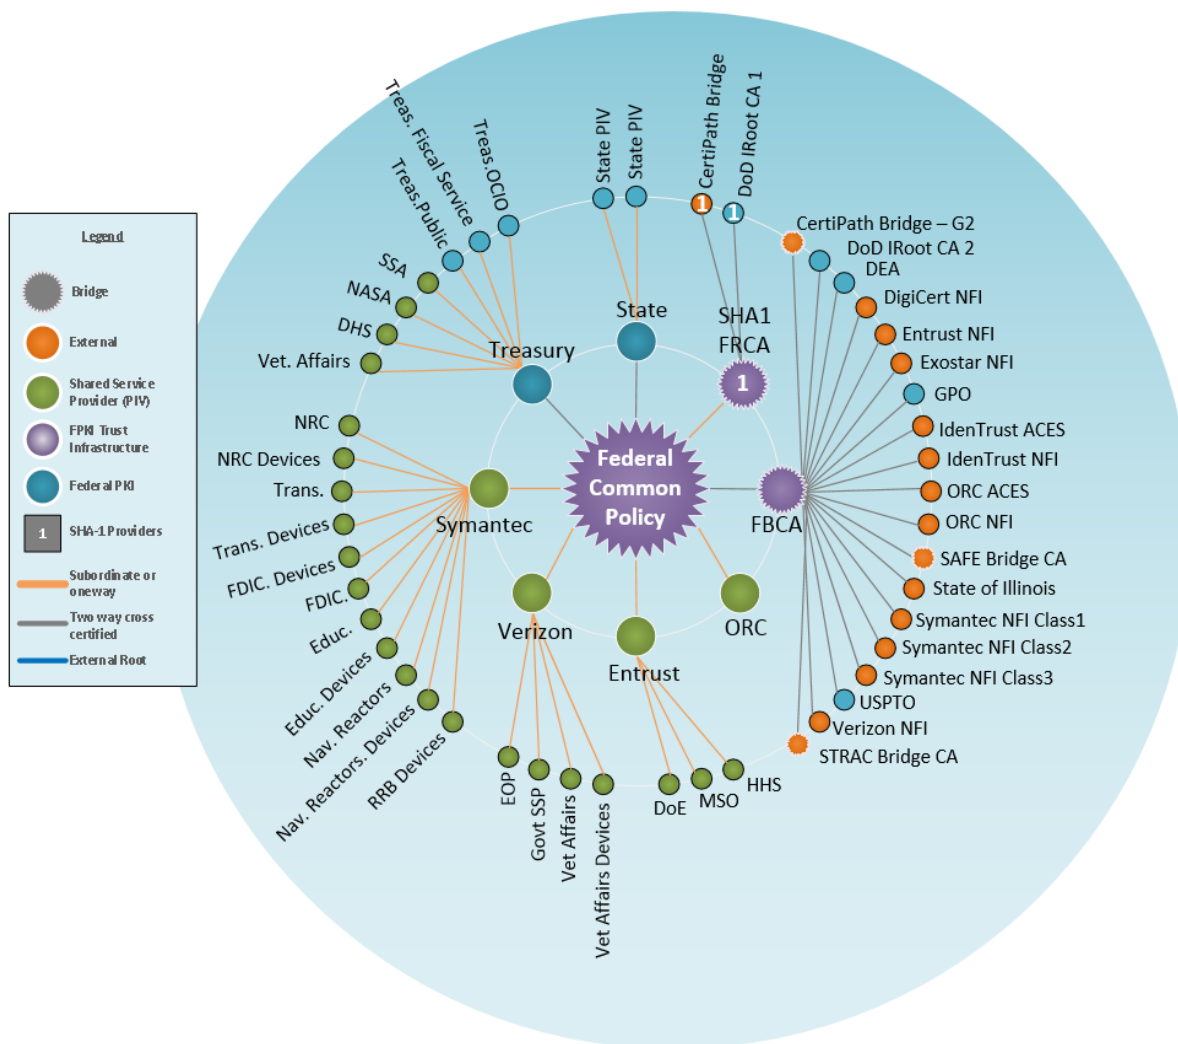 Legend
Bridge
External
Shared Service
Provider (PIV)
FPKI Trust
Infrastructure
Federal PKI
1
SHA-1 Providers
Subordinate or
oneway
Two way cross
certified
External Root
Federal
Common
Policy
State
SHA1
FRCA
1
FBCA
ORC
Entrust
Verizon
Symantec
Treasury
Vet. Affairs
DHS
NASA
SSA
Treas.Public
Treas. Fiscal Service
Treas.OCIO
State PIV
State PIV
CertiPath Bridge
1
DoD IRoot CA 1
1
CertiPath Bridge – G2
DoD IRoot CA 2
DEA
DigiCert NFI
Entrust NFI
Exostar NFI
GPO
IdenTrust ACES
IdenTrust NFI
ORC ACES
ORC NFI
SAFE Bridge CA
State of Illinois
Symantec NFI Class1
Symantec NFI Class2
Symantec NFI Class3
USPTO
Verizon NFI
STRAC Bridge CA
HHS
MSO
DoE
Vet Affairs Devices
Vet Affairs
Govt SSP
EOP
RRB Devices
Nav. Reactors. Devices
Nav. Reactors
Educ. Devices
Educ.
FDIC.
FDIC. Devices
Trans. Devices
Trans.
NRC Devices
NRC